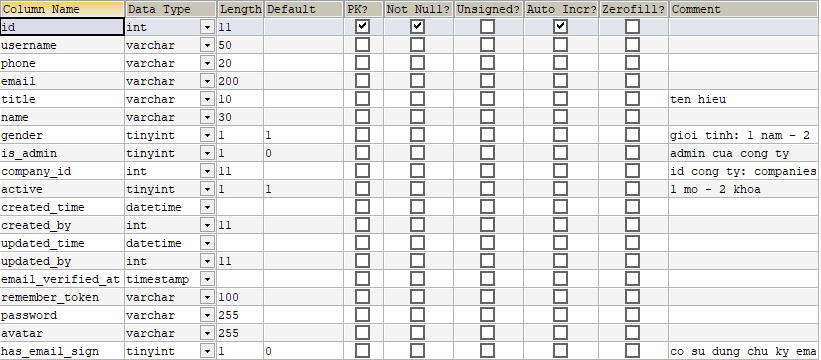 Column Name Data Type Length Default PK? Not Null? Unsigned? Auto Incr? Zerofill? Comment
id int 11
username varchar 50
phone varchar 20
email varchar 200
title varchar 10 ten hieu
name varchar 30
gender tinyint 1 1 gioi tinh: 1 nam - 2
is_admin tinyint 1 0 admin cua cong ty
company_id int 11 id cong ty: companies
active tinyint 1 1 1 mo - 2 khoa
created_time datetime
created_by int 11
updated_time datetime
updated_by int 11
email_verified_at timestamp
remember_token varchar 100
password varchar 255
avatar varchar 255
has_email_sign tinyint 1 0 co su dung chu ky ema